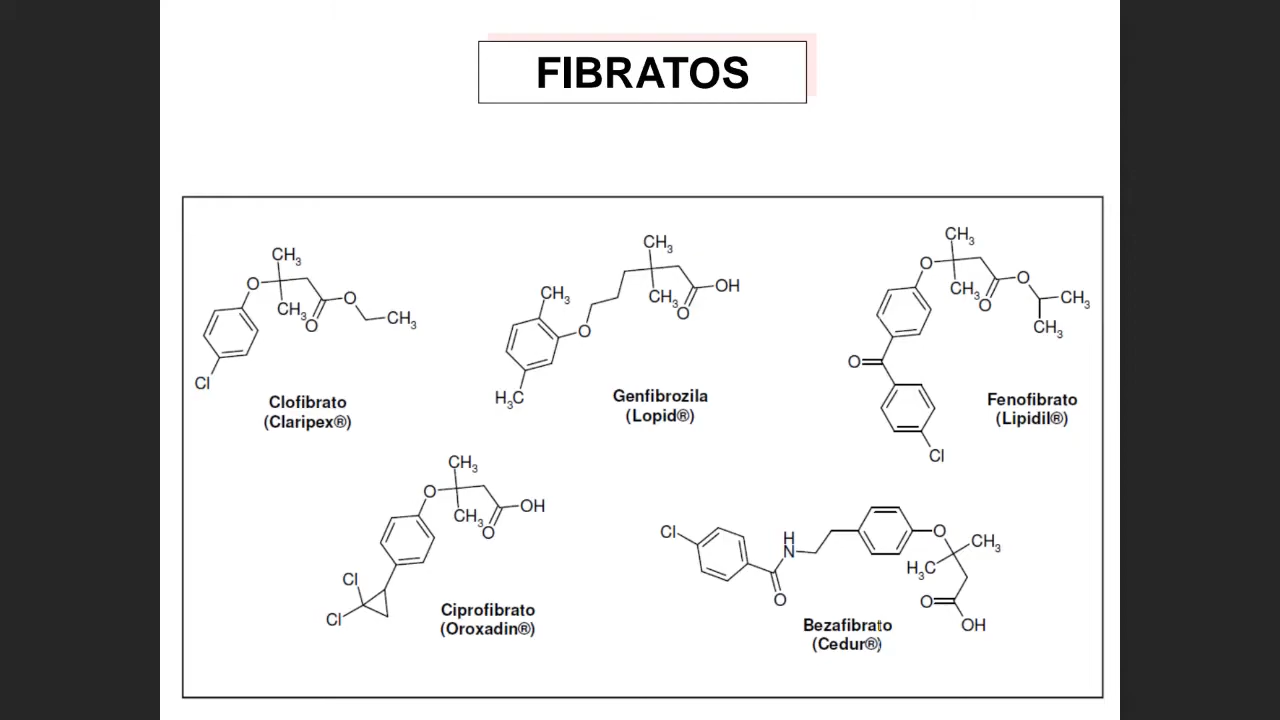 FIBRATOS
CH₃
O
CH₃
O
O
CH₃
Cl
Clofibrato
(Claripex®)
CH₃
CH₃
OH
O
CH₃
O
H₃C
Genfibrozila
(Lopid®)
CH₃
O
CH₃
O
O
CH₃
CH₃
O
Cl
Fenofibrato
(Lipidil®)
CH₃
O
CH₃
OH
O
Cl
Cl
Ciprofibrato
(Oroxadin®)
Cl
H
N
O
O
CH₃
H₃C
O
OH
Bezafibrato
(Cedur®)